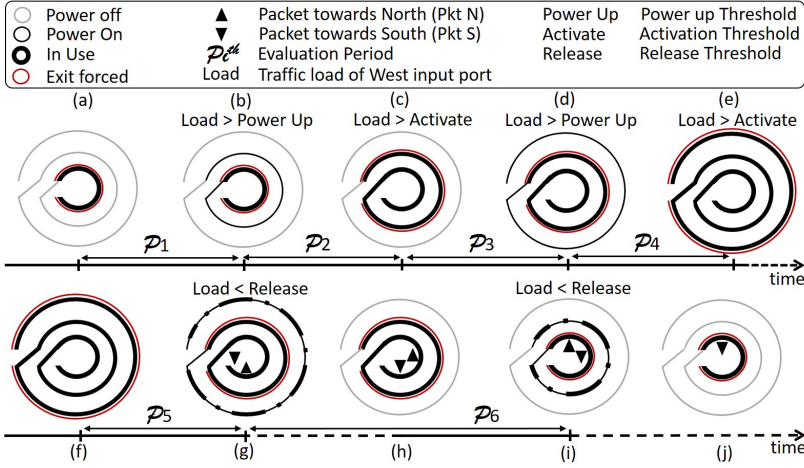 Power off
Power On
In Use
Exit forced
Packet towards North (Pkt N)
Packet towards South (Pkt S)
𝒫tᵗʰ Evaluation Period
Load Traffic load of West input port
Power Up Power up Threshold
Activate Activation Threshold
Release Release Threshold
(a) (b) (c) (d) (e)
Load > Power Up Load > Activate Load > Power Up Load > Activate
𝒫1 𝒫2 𝒫3 𝒫4
time
Load < Release Load < Release
𝒫5 𝒫6
time
(f) (g) (h) (i) (j)